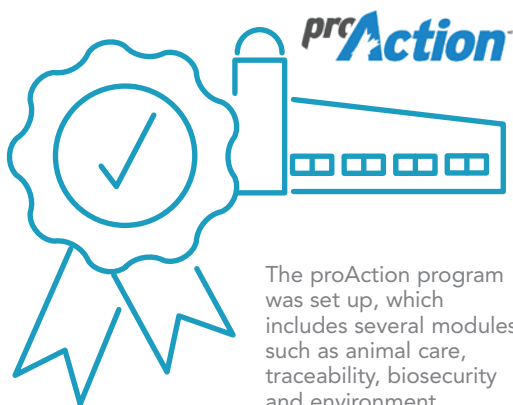 proAction
The proAction program
was set up, which
includes several modules
such as animal care,
traceability, biosecurity
and environment